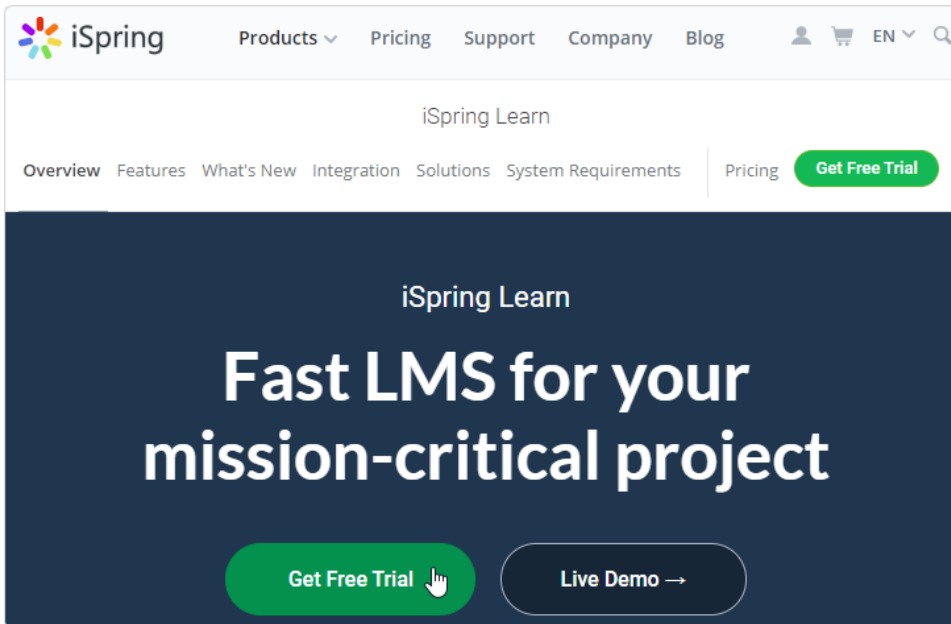 iSpring Products Pricing Support Company Blog EN
iSpring Learn
Overview Features What's New Integration Solutions System Requirements Pricing Get Free Trial
iSpring Learn
Fast LMS for your
mission-critical project
Get Free Trial Live Demo →